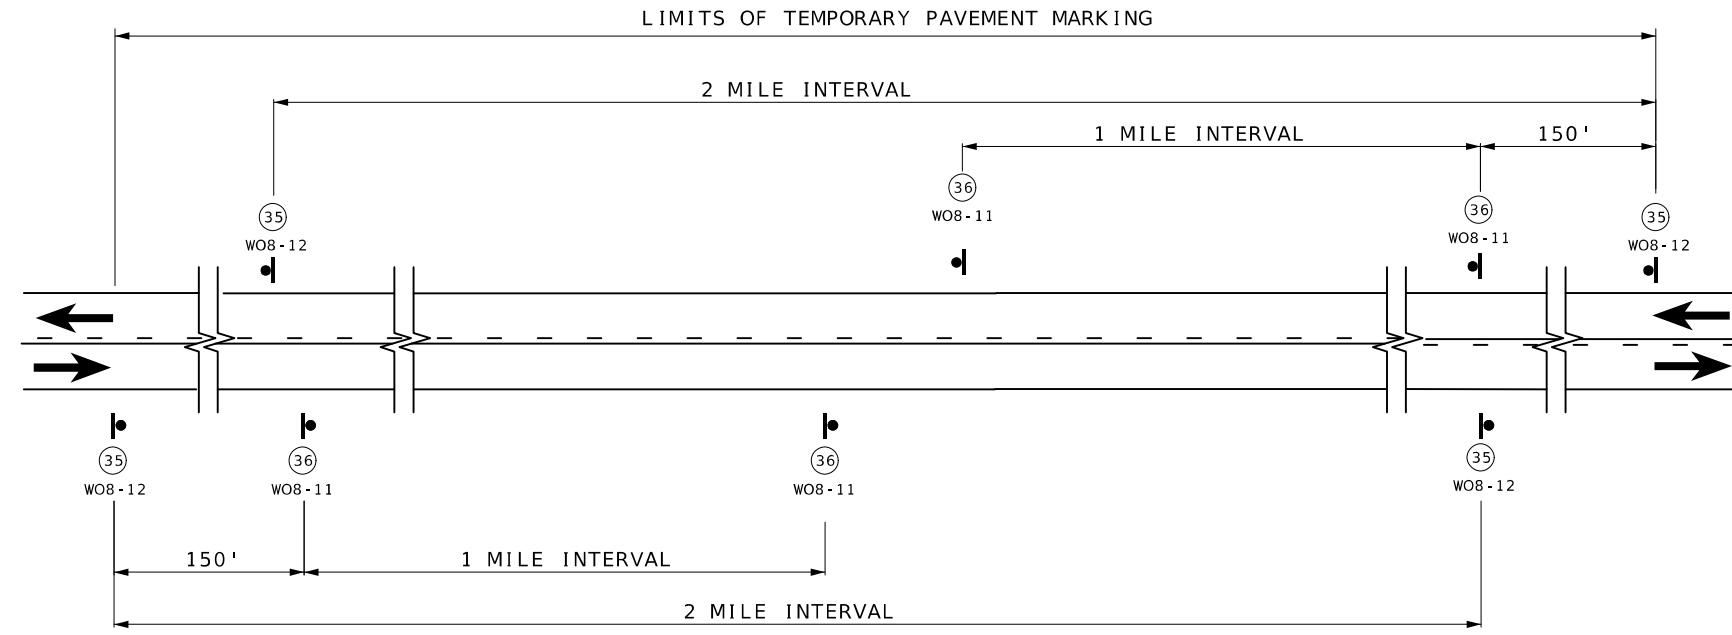 LIMITS OF TEMPORARY PAVEMENT MARKING
2 MILE INTERVAL
1 MILE INTERVAL
150'
36
WO8-11
35
WO8-12
36
WO8-11
35
WO8-12
35
WO8-12
36
WO8-11
36
WO8-11
35
WO8-12
150'
1 MILE INTERVAL
2 MILE INTERVAL